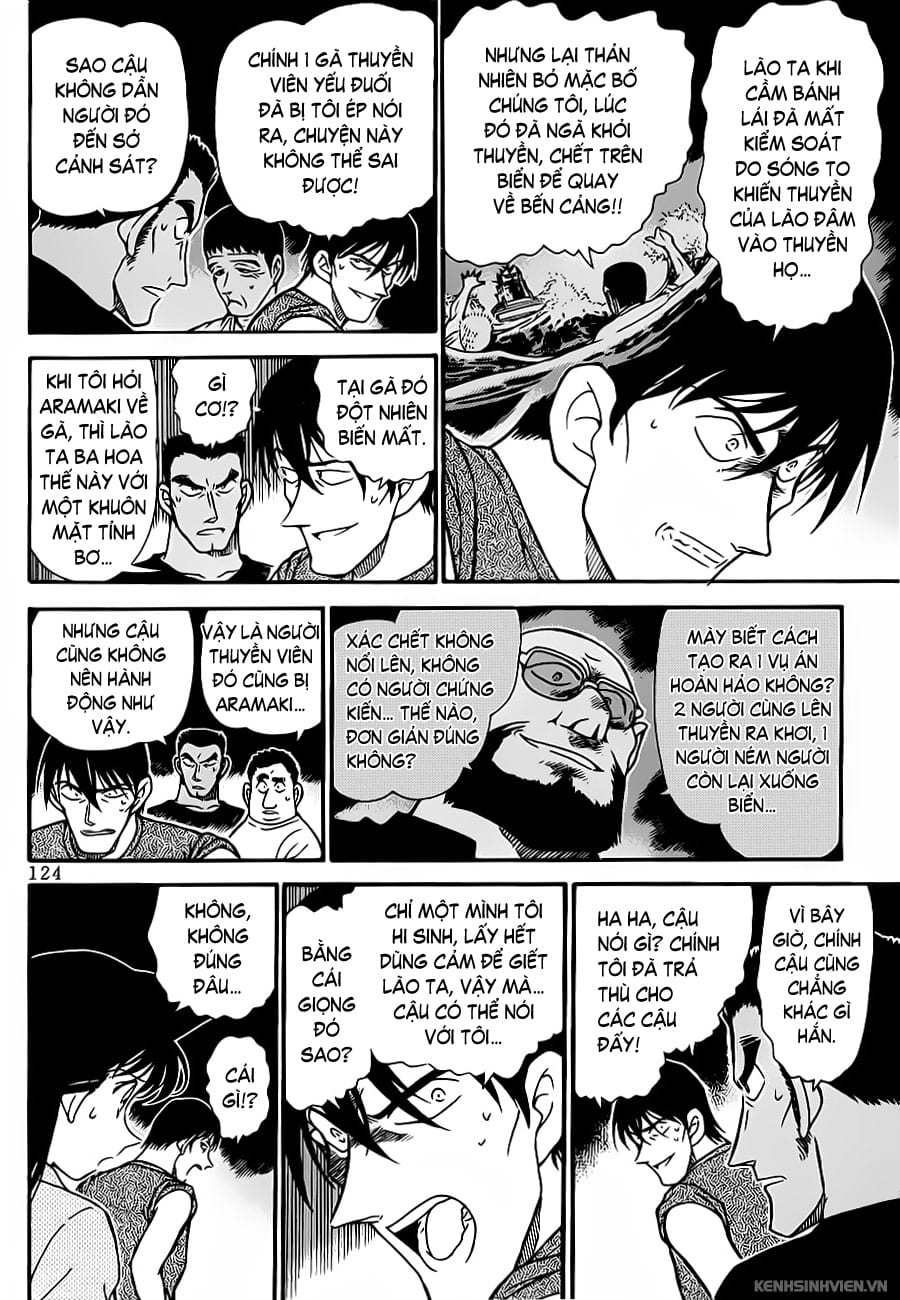 LÀO TA KHI
CẦM BÁNH
LÁI ĐÃ MẤT
KIỂM SOÁT
DO SÓNG TO
KHIẾN THUYỀN
CỦA LÀO ĐÂM
VÀO THUYỀN
HỌ...
NHƯNG LẠI THẢN
NHIÊN BỎ MẶC BỐ
CHÚNG TÔI, LÚC
ĐÓ ĐÃ NGÃ KHỎI
THUYỀN, CHẾT TRÊN
BIỂN ĐỂ QUAY
VỀ BẾN CẢNG!!
CHÍNH 1 GÃ THUYỀN
VIÊN YẾU ĐUỐI
ĐÃ BỊ TÔI ÉP NÓI
RA, CHUYỆN NÀY
KHÔNG THỂ SAI
ĐƯỢC!
SAO CẬU
KHÔNG DẪN
NGƯỜI ĐÓ
ĐẾN SỞ
CẢNH SÁT?
TẠI GÃ ĐÓ
ĐỘT NHIÊN
BIẾN MẤT.
GÌ
CƠ!?
KHI TÔI HỎI
ARAMAKI VỀ
GÃ, THÌ LÀO
TA BA HOA
THẾ NÀY VỚI
MỘT KHUÔN
MẶT TỈNH
BƠ...
MÀY BIẾT CÁCH
TẠO RA 1 VỤ ÁN
HOÀN HẢO KHÔNG?
2 NGƯỜI CÙNG LÊN
THUYỀN RA KHƠI, 1
NGƯỜI NÉM NGƯỜI
CÒN LẠI XUỐNG
BIỂN...
XÁC CHẾT KHÔNG
NỔI LÊN, KHÔNG
CÓ NGƯỜI CHỨNG
KIẾN... THẾ NÀO,
ĐƠN GIẢN ĐÚNG
KHÔNG?
VẬY LÀ NGƯỜI
THUYỀN VIÊN
ĐÓ CŨNG BỊ
ARAMAKI...
NHƯNG CẬU
CŨNG KHÔNG
NÊN HÀNH
ĐỘNG NHƯ
VẬY.
124
VÌ BÂY
GIỜ, CHÍNH
CẬU CŨNG
CHẲNG
KHÁC GÌ
HẮN.
HA HA, CẬU
NÓI GÌ? CHÍNH
TÔI ĐÃ TRẢ
THÙ CHO
CÁC CẬU
ĐẤY!
CHỈ MỘT MÌNH TÔI
HI SINH, LẤY HẾT
DŨNG CẢM ĐỂ GIẾT
LÀO TA, VẬY MÀ...
CẬU CÓ THỂ NÓI
VỚI TÔI...
BẰNG
CÁI
GIỌNG
ĐÓ
SAO?
KHÔNG,
KHÔNG
ĐÚNG
ĐÂU...
CÁI
GÌ!?
KENHSINHVIEN.VN